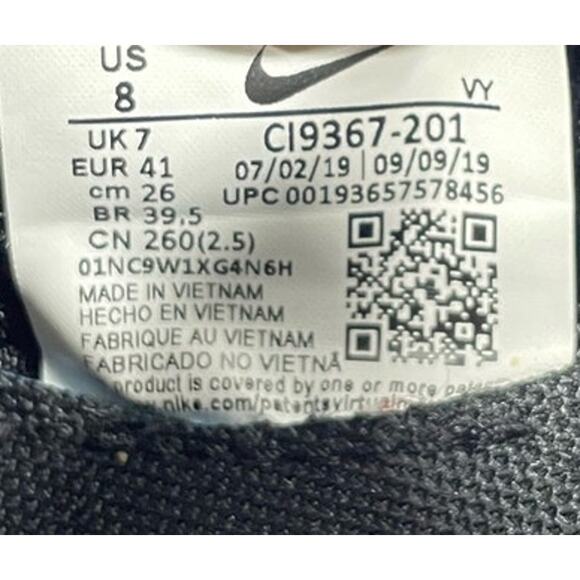 US
8
VY
UK 7
EUR 41
cm 26
BR 39.5
CN 260(2.5)
CI9367-201
07/02/19 | 09/09/19
UPC 00193657578456
01NC9W1XG4N6H
MADE IN VIETNAM
HECHO EN VIETNAM
FABRIQUE AU VIETNAM
FABRICADO NO VIETNÃ
product is covered by one or more
.nike.com/patents